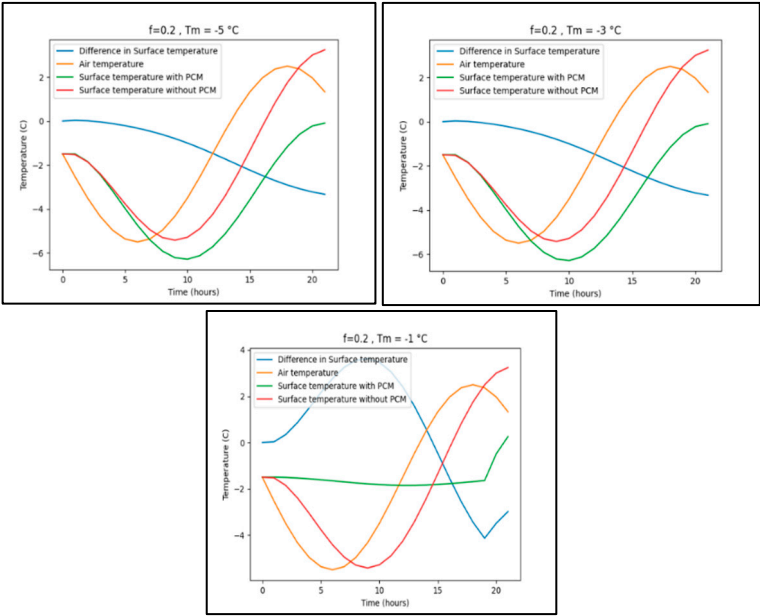 f=0.2 , Tm = -5 °C
Difference in Surface temperature
Air temperature
Surface temperature with PCM
Surface temperature without PCM
2
0
−2
−4
−6
Temperature (C)
0
5
10
15
20
Time (hours)
f=0.2 , Tm = -3 °C
Difference in Surface temperature
Air temperature
Surface temperature with PCM
Surface temperature without PCM
2
0
−2
−4
−6
Temperature (C)
0
5
10
15
20
Time (hours)
f=0.2 , Tm = -1 °C
Difference in Surface temperature
Air temperature
Surface temperature with PCM
Surface temperature without PCM
4
2
0
−2
−4
Temperature (C)
0
5
10
15
20
Time (hours)